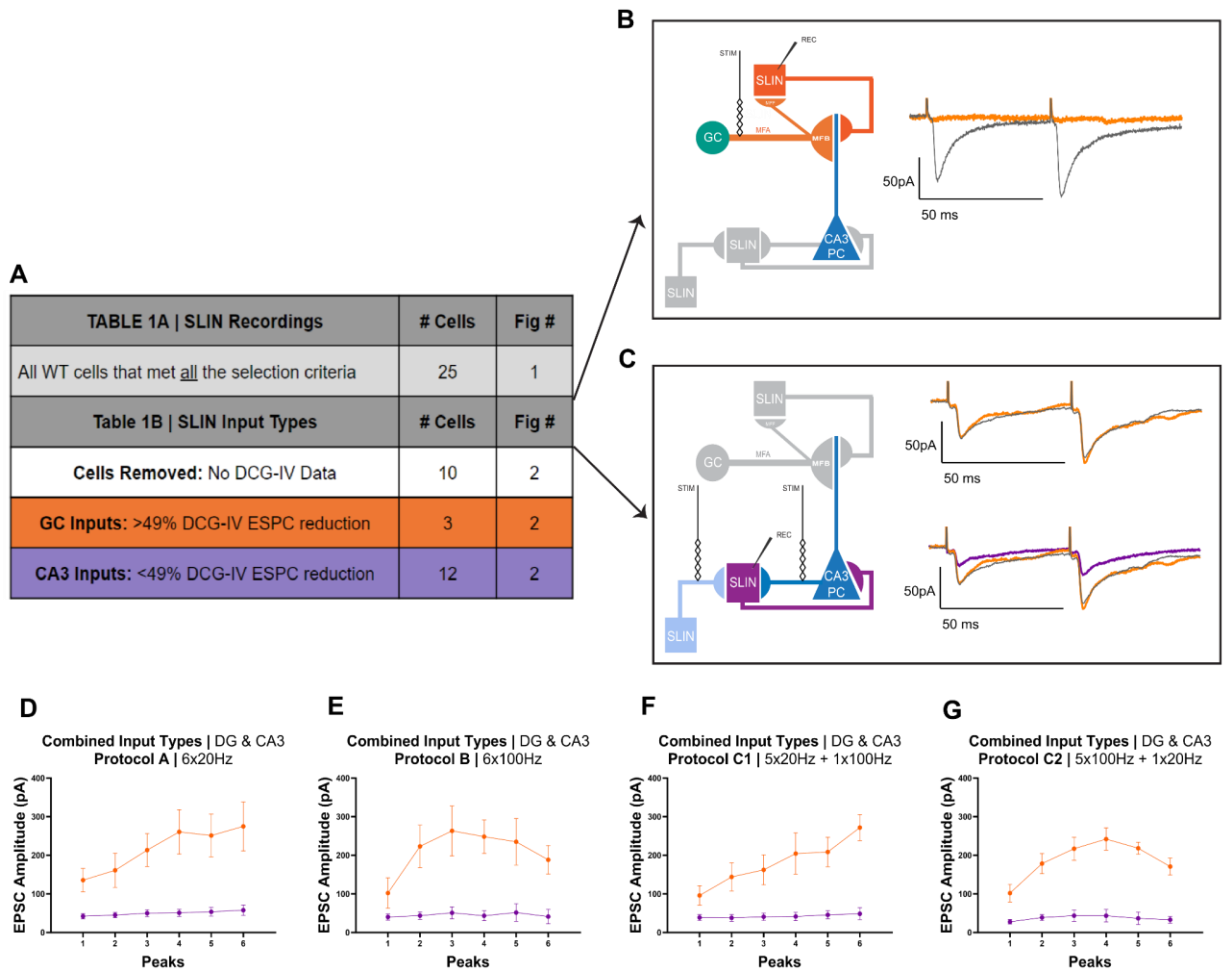 A
TABLE 1A | SLIN Recordings # Cells Fig #
All WT cells that met all the selection criteria 25 1
Table 1B | SLIN Input Types # Cells Fig #
Cells Removed: No DCG-IV Data 10 2
GC Inputs: >49% DCG-IV ESPC reduction 3 2
CA3 Inputs: <49% DCG-IV ESPC reduction 12 2
B
STIM
REC
SLIN
GC
MFA
MFB
CA3
PC
SLIN
SLIN
50pA
50 ms
C
SLIN
GC
MFA
MFB
STIM
STIM
REC
SLIN
CA3
PC
SLIN
50pA
50 ms
50pA
50 ms
D
Combined Input Types | DG & CA3
Protocol A | 6x20Hz
EPSC Amplitude (pA)
400
300
200
100
0
1 2 3 4 5 6
Peaks
E
Combined Input Types | DG & CA3
Protocol B | 6x100Hz
EPSC Amplitude (pA)
400
300
200
100
0
1 2 3 4 5 6
Peaks
F
Combined Input Types | DG & CA3
Protocol C1 | 5x20Hz + 1x100Hz
EPSC Amplitude (pA)
400
300
200
100
0
1 2 3 4 5 6
Peaks
G
Combined Input Types | DG & CA3
Protocol C2 | 5x100Hz + 1x20Hz
EPSC Amplitude (pA)
400
300
200
100
0
1 2 3 4 5 6
Peaks